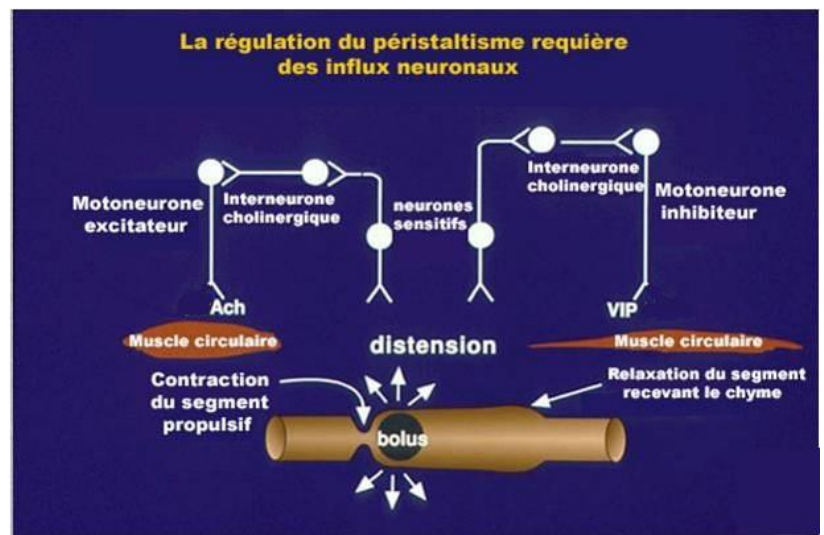 La régulation du péristaltisme requière
des influx neuronaux
Motoneurone
excitateur
Interneurone
cholinergique
neurones
sensitifs
Interneurone
cholinergique
Motoneurone
inhibiteur
Ach
VIP
Muscle circulaire
distension
Muscle circulaire
Contraction
du segment
propulsif
Relaxation du segment
recevant le chyme
bolus